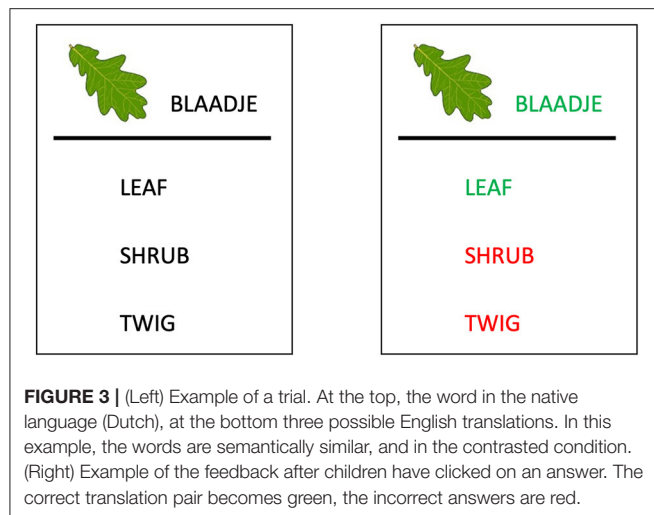 BLAADJE
LEAF
SHRUB
TWIG
BLAADJE
LEAF
SHRUB
TWIG
FIGURE 3 | (Left) Example of a trial. At the top, the word in the native
language (Dutch), at the bottom three possible English translations. In this
example, the words are semantically similar, and in the contrasted condition.
(Right) Example of the feedback after children have clicked on an answer. The
correct translation pair becomes green, the incorrect answers are red.